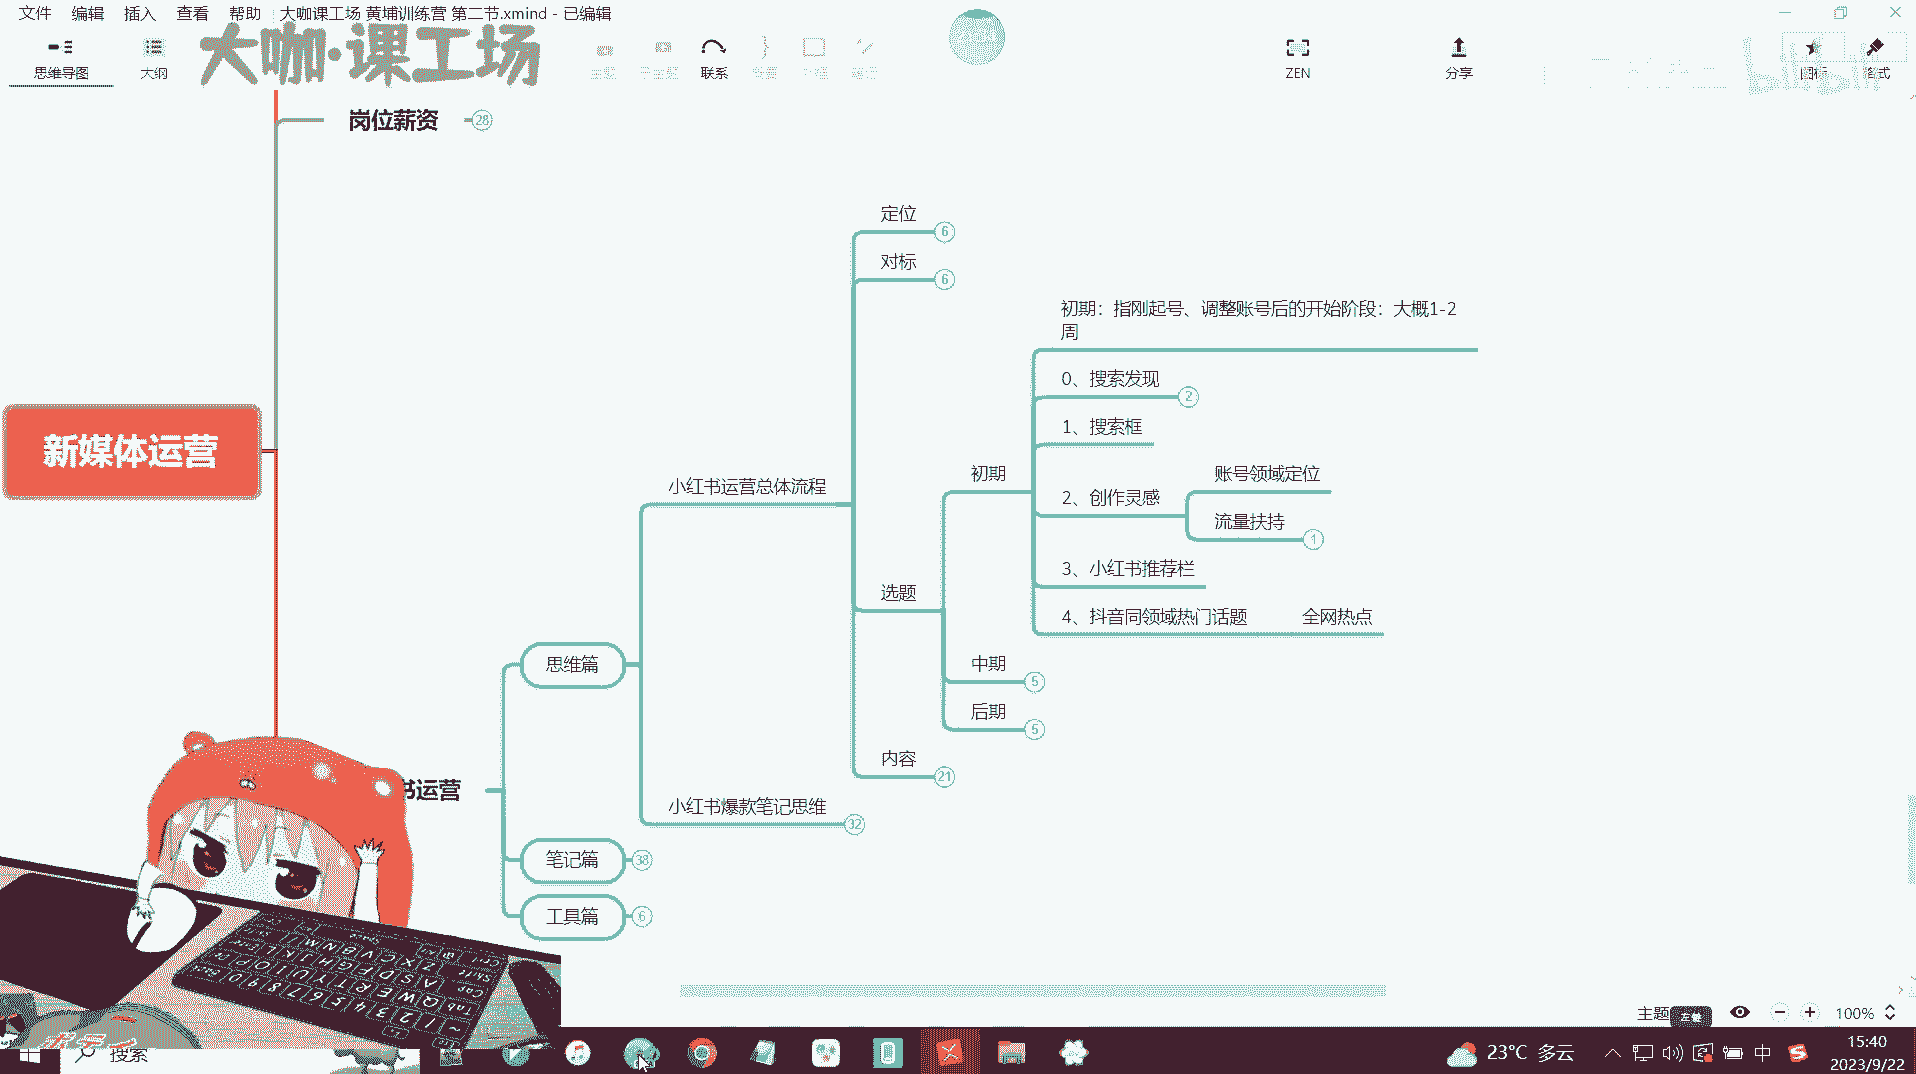 文件 编辑 插入 查看 帮助 大咖课工场 黄埔训练营 第二节.xmind - 已编辑
思维导图 大纲 联系 ZEN 分享 图标 格式
大咖·课工场
bilibili
岗位薪资 28
定位 6
对标 6
初期：指刚起号、调整账号后的开始阶段：大概1-2
周
0、搜索发现 2
1、搜索框
初期
账号领域定位
小红书运营总体流程
2、创作灵感
流量扶持 1
新媒体运营
3、小红书推荐栏
选题
4、抖音同领域热门话题 全网热点
思维篇
中期 5
后期 5
内容 21
书运营
小红书爆款笔记思维 32
笔记篇 38
工具篇 6
主题
100%
搜索
23°C 多云
中
15:40
2023/9/22